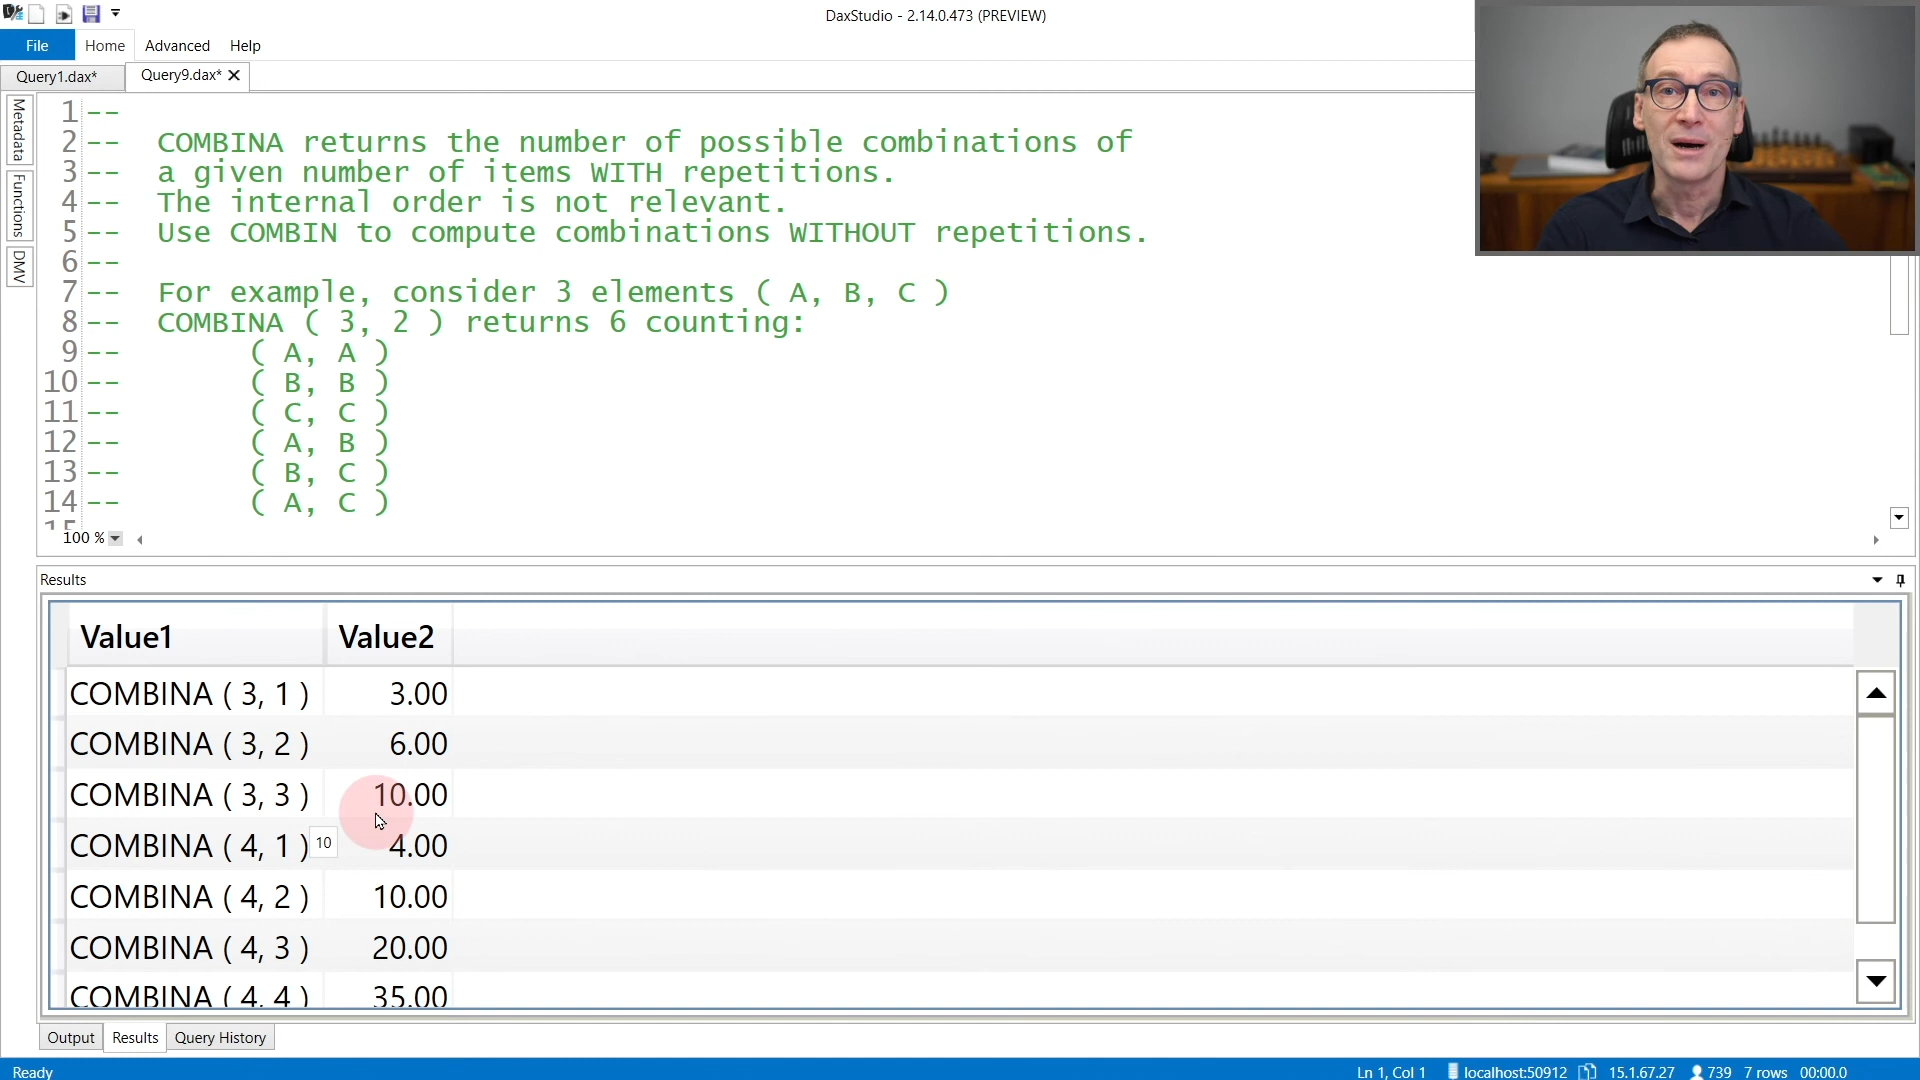 DaxStudio - 2.14.0.473 (PREVIEW)
File Home Advanced Help
Query1.dax* Query9.dax*
Metadata
Functions
DMV
1 --
2 -- COMBINA returns the number of possible combinations of
3 -- a given number of items WITH repetitions.
4 -- The internal order is not relevant.
5 -- Use COMBIN to compute combinations WITHOUT repetitions.
6 --
7 -- For example, consider 3 elements ( A, B, C )
8 -- COMBINA ( 3, 2 ) returns 6 counting:
9 -- ( A, A )
10 -- ( B, B )
11 -- ( C, C )
12 -- ( A, B )
13 -- ( B, C )
14 -- ( A, C )
15
100 %
Results
Value1 Value2
COMBINA ( 3, 1 ) 3.00
COMBINA ( 3, 2 ) 6.00
COMBINA ( 3, 3 ) 10.00
COMBINA ( 4, 1 ) 10 4.00
COMBINA ( 4, 2 ) 10.00
COMBINA ( 4, 3 ) 20.00
COMBINA ( 4, 4 ) 35.00
Output Results Query History
Ready Ln 1, Col 1 localhost:50912 15.1.67.27 739 7 rows 00:00.0